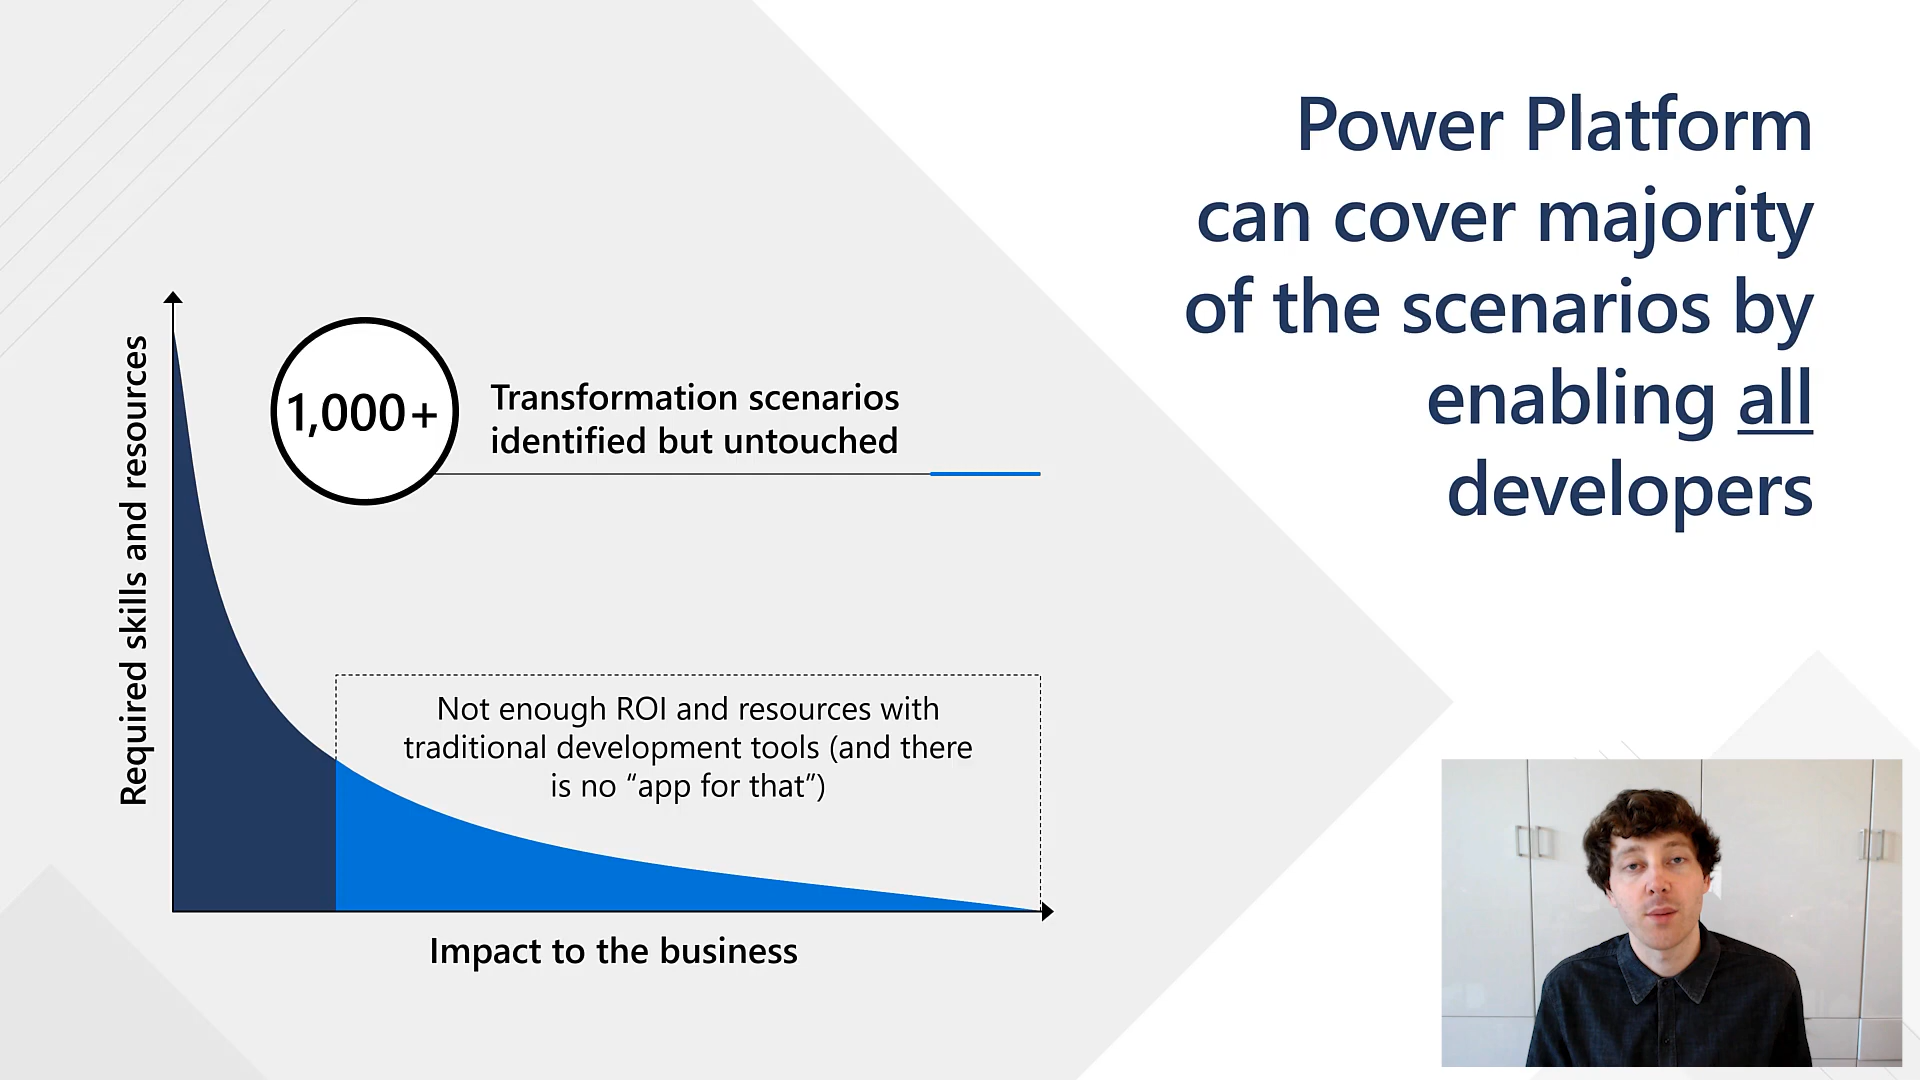 Power Platform
can cover majority
of the scenarios by
enabling all
developers
1,000+
Transformation scenarios
identified but untouched
Required skills and resources
Not enough ROI and resources with
traditional development tools (and there
is no “app for that”)
Impact to the business